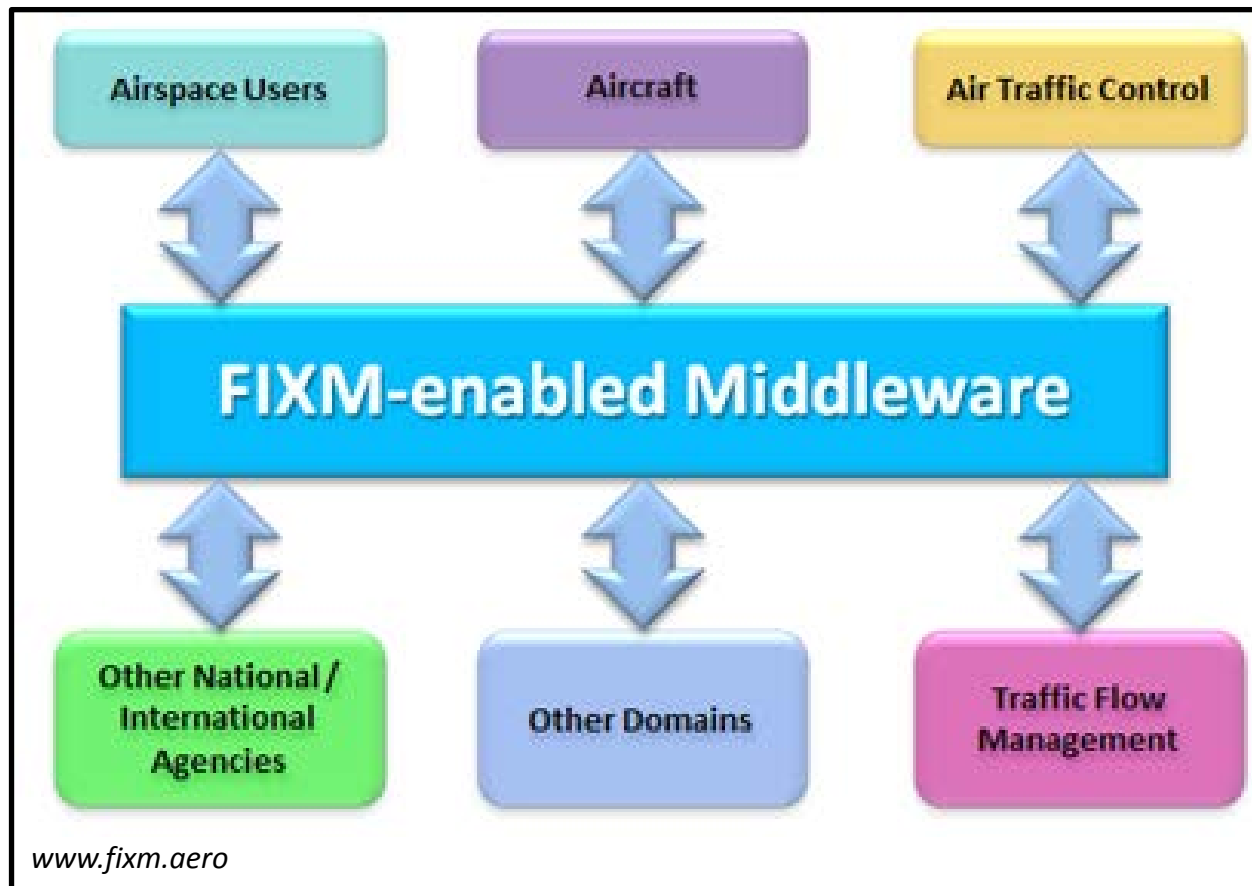 Airspace Users
Aircraft
Air Traffic Control
FIXM-enabled Middleware
Other National /
International
Agencies
Other Domains
Traffic Flow
Management
www.fixm.aero